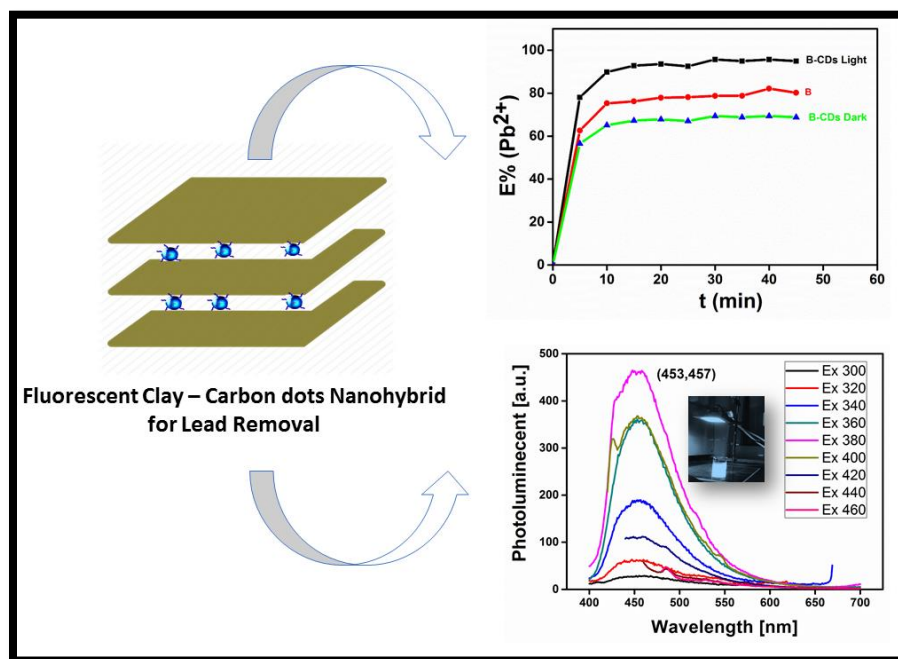 Fluorescent Clay – Carbon dots Nanohybrid
for Lead Removal
E% (Pb2+)
100
80
60
40
20
0
B-CDs Light
B
B-CDs Dark
0 10 20 30 40 50 60
t (min)
Photoluminecent [a.u.]
500
400
300
200
100
0
(453,457)
Ex 300
Ex 320
Ex 340
Ex 360
Ex 380
Ex 400
Ex 420
Ex 440
Ex 460
400 450 500 550 600 650 700
Wavelength [nm]